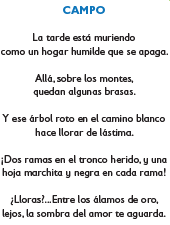 CAMPO
La tarde está muriendo
como un hogar humilde que se apaga.
Allá, sobre los montes,
quedan algunas brasas.
Y ese árbol roto en el camino blanco
hace llorar de lástima.
¡Dos ramas en el tronco herido, y una
hoja marchita y negra en cada rama!
¿Lloras?...Entre los álamos de oro,
lejos, la sombra del amor te aguarda.